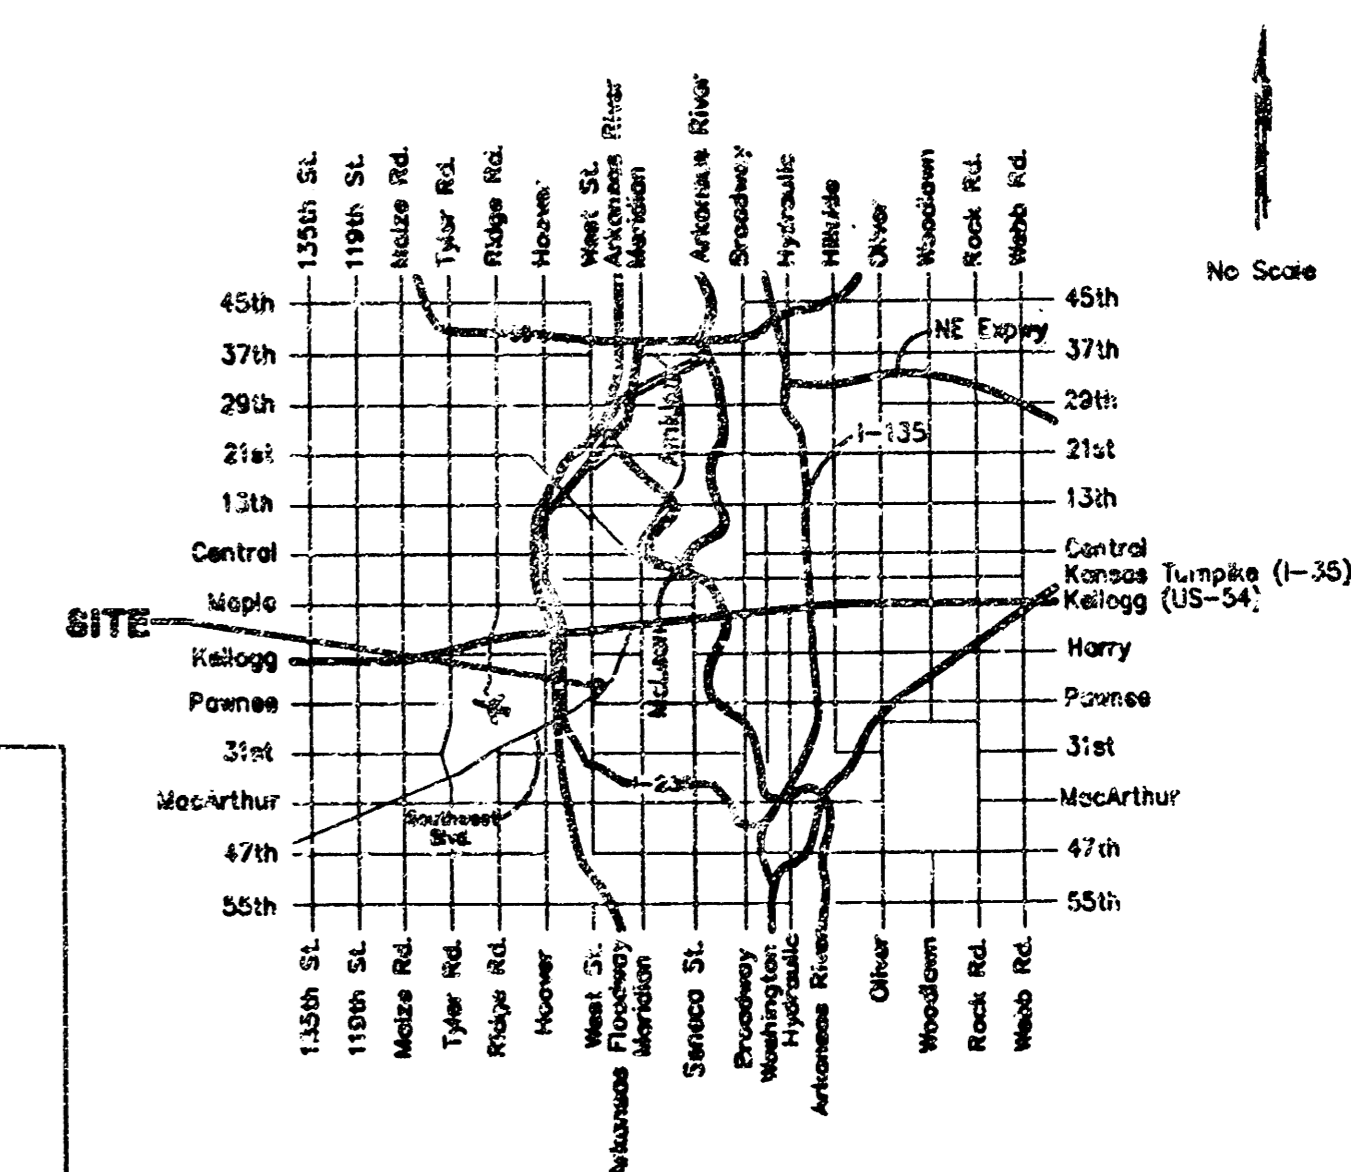 135th St.
119th St.
Maize Rd.
Tyler Rd.
Ridge Rd.
Hoover
West St.
Arkansas River
Meridian
Arkansas River
Broadway
Hydraulic
Hillside
Oliver
Woodlawn
Rock Rd.
Webb Rd.
No Scale
45th
37th
29th
21st
13th
Central
Maple
SITE
Kellogg
Pawnee
31st
MacArthur
47th
55th
45th
NE Expwy
37th
29th
I-135
21st
13th
Central
Kansas Turnpike (I-35)
Kellogg (US-54)
Harry
Pawnee
31st
MacArthur
47th
55th
McLean
Southwest
Blvd.
135th St.
119th St.
Maize Rd.
Tyler Rd.
Ridge Rd.
Hoover
West St.
Arkansas Floodway
Meridian
Seneca St.
Broadway
Washington
Hydraulic
Arkansas River
Oliver
Woodlawn
Rock Rd.
Webb Rd.